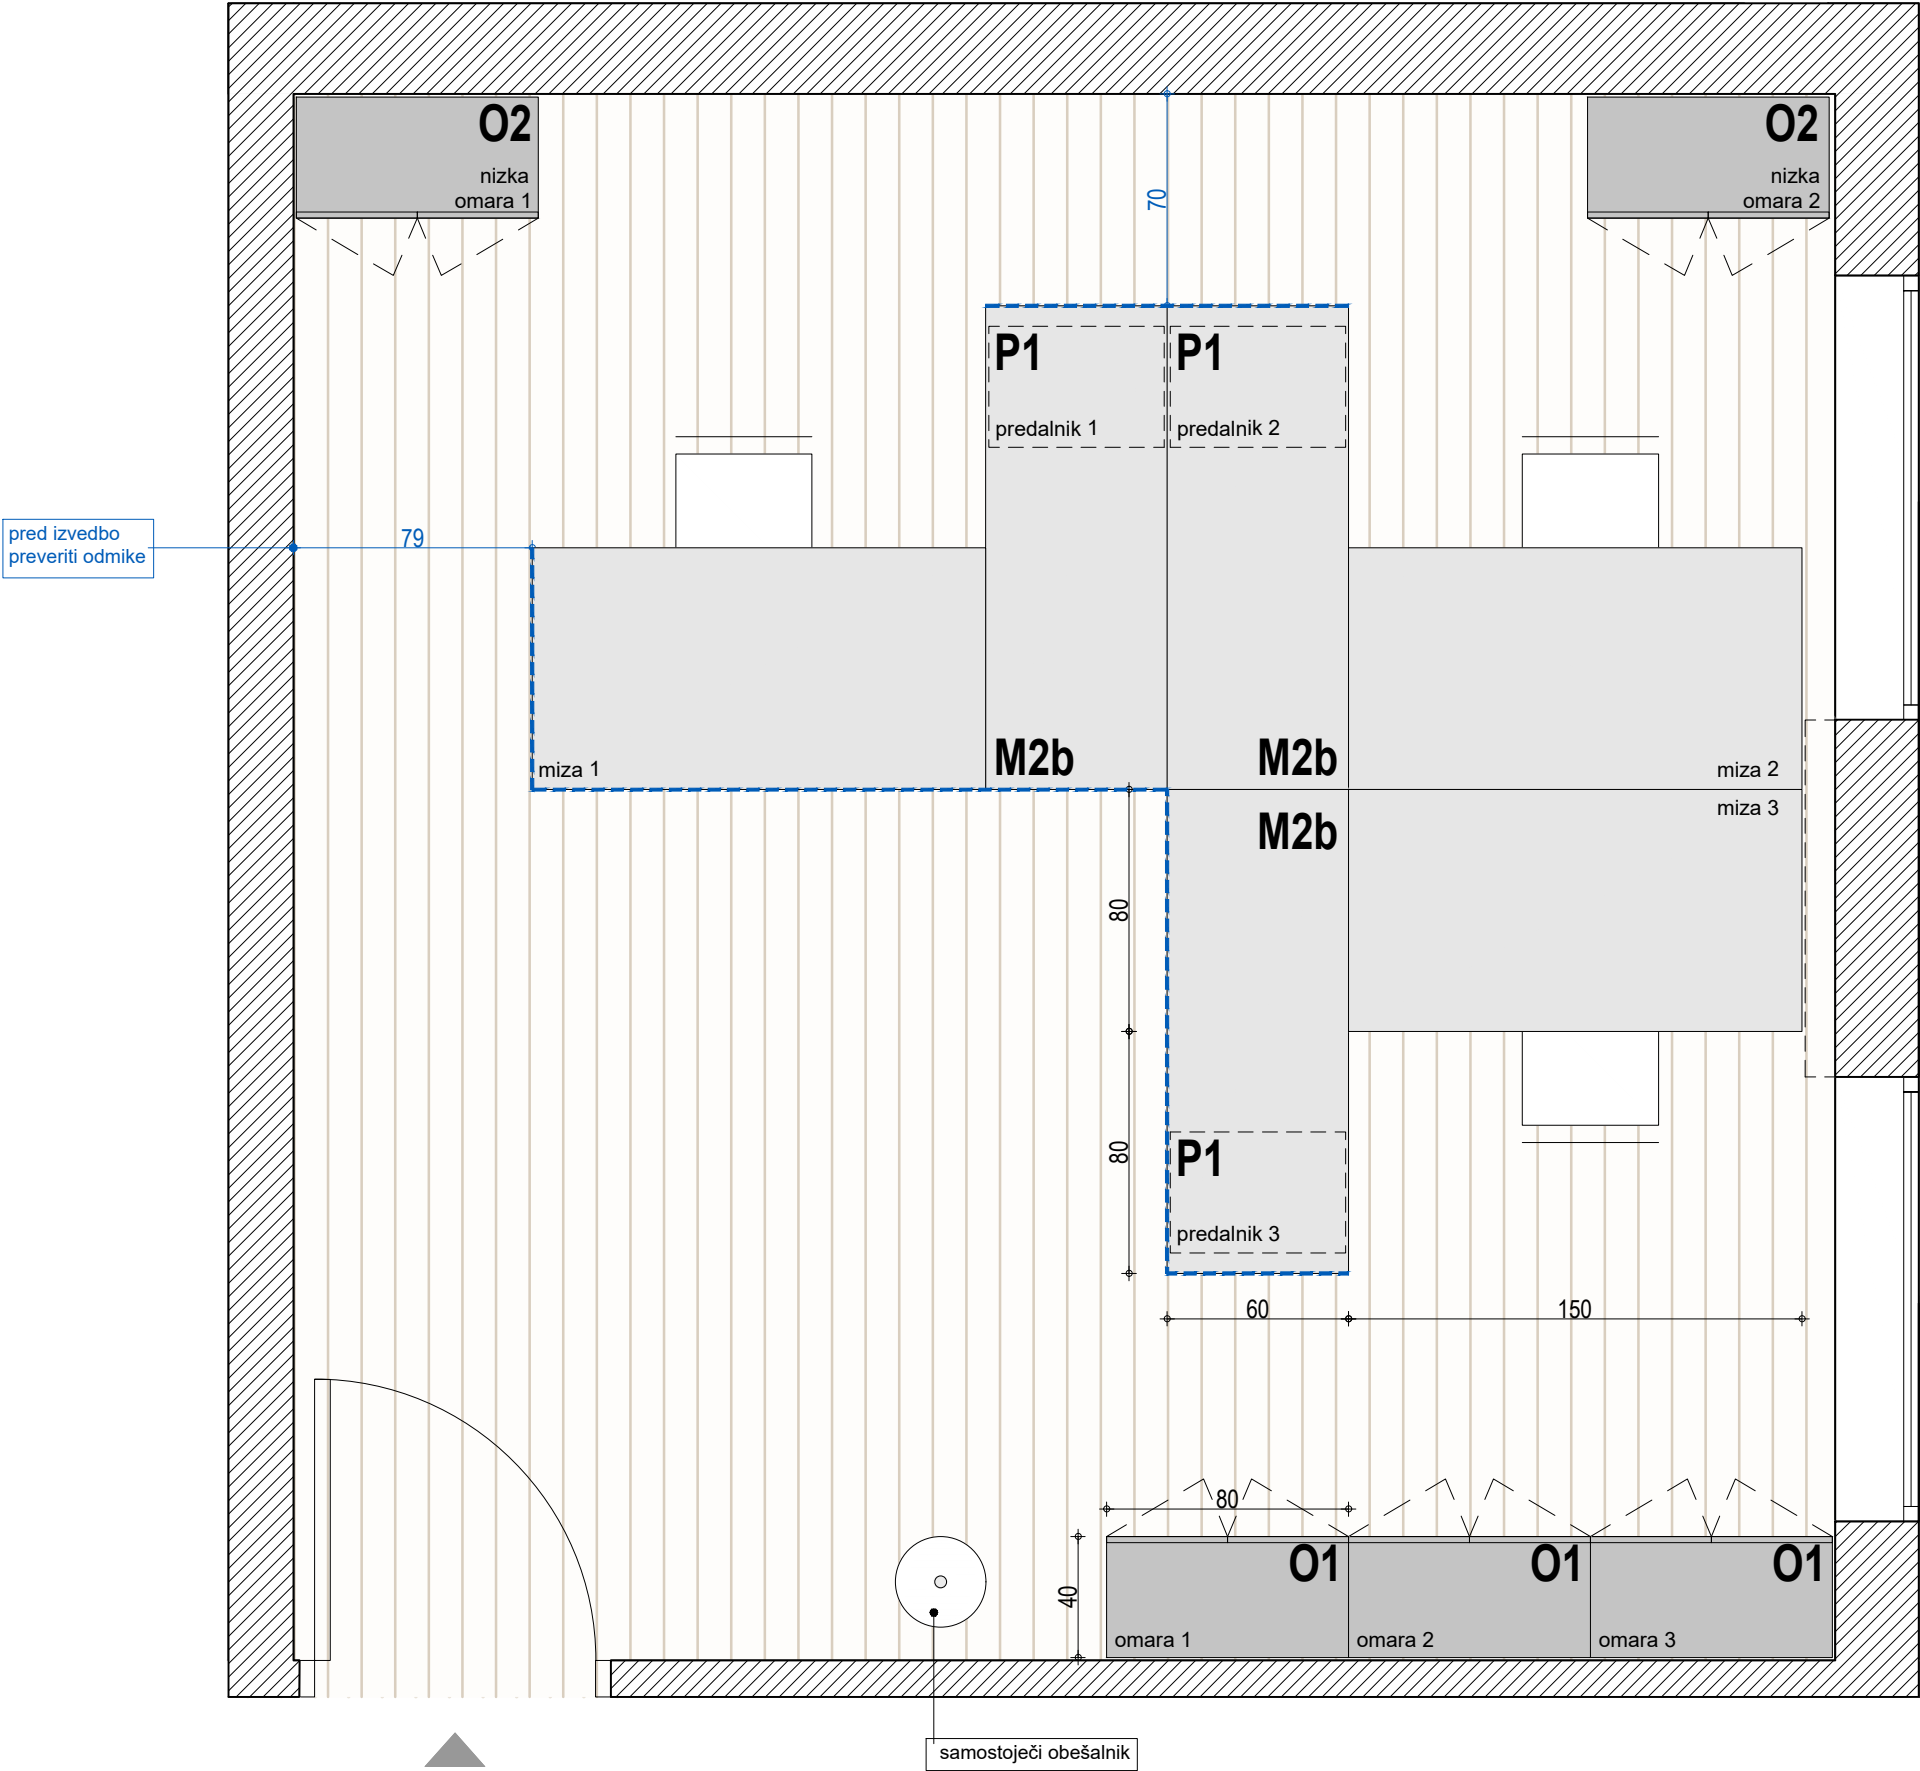 O2
nizka
omara 1
O2
nizka
omara 2
70
P1
predalnik 1
P1
predalnik 2
pred izvedbo
preveriti odmike
79
miza 1
M2b
M2b
miza 2
M2b
miza 3
80
80
P1
predalnik 3
60
150
80
40
O1
omara 1
O1
omara 2
O1
omara 3
samostoječi obešalnik